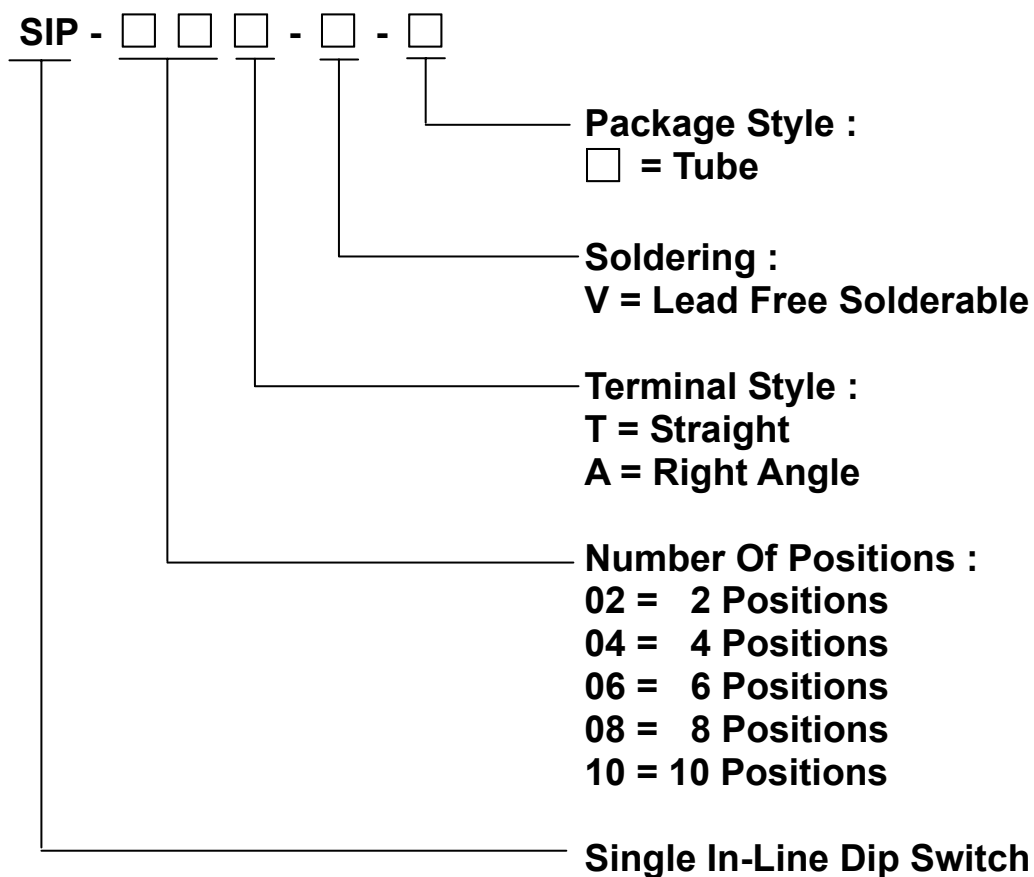 SIP - □ □ □ - □ - □
Package Style :
□ = Tube
Soldering :
V = Lead Free Solderable
Terminal Style :
T = Straight
A = Right Angle
Number Of Positions :
02 = 2 Positions
04 = 4 Positions
06 = 6 Positions
08 = 8 Positions
10 = 10 Positions
Single In-Line Dip Switch